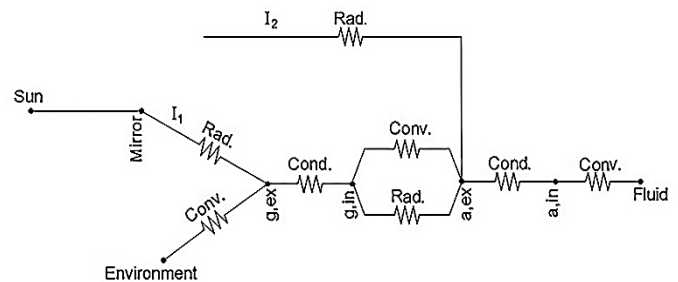 I₂
Rad.
Sun
I₁
Mirror
Rad.
Conv.
Cond.
Cond.
Conv.
g,ex
g,in
Rad.
a,ex
a,in
Fluid
Conv.
Environment